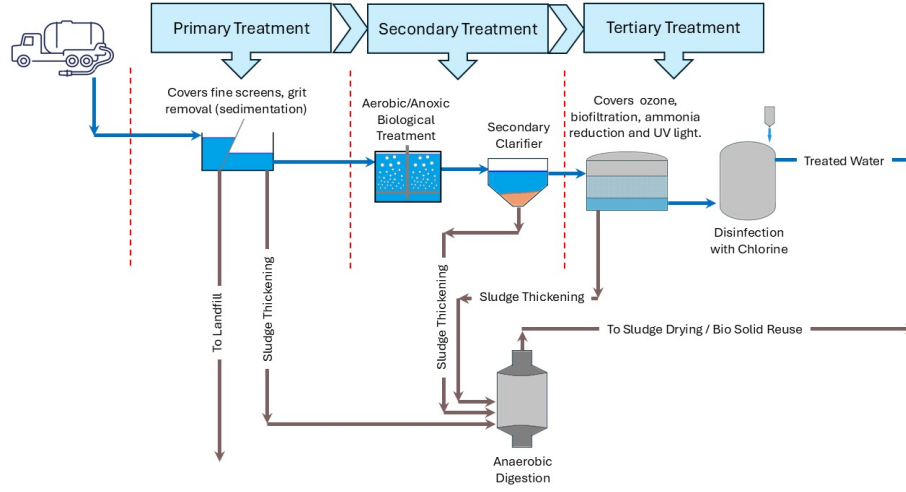 Primary Treatment
Secondary Treatment
Tertiary Treatment
Covers fine screens, grit
removal (sedimentation)
Aerobic/Anoxic
Biological
Treatment
Secondary
Clarifier
Covers  ozone,
biofiltration, ammonia
reduction and UV light.
Treated Water
Disinfection
with Chlorine
To Landfill
Sludge Thickening
Sludge Thickening
Sludge Thickening
To Sludge Drying / Bio Solid Reuse
Anaerobic
Digestion